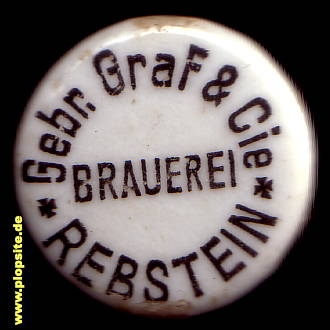 Gebr. Graf & Cie
BRAUEREI
✠ REBSTEIN ✠
www.plopsite.de